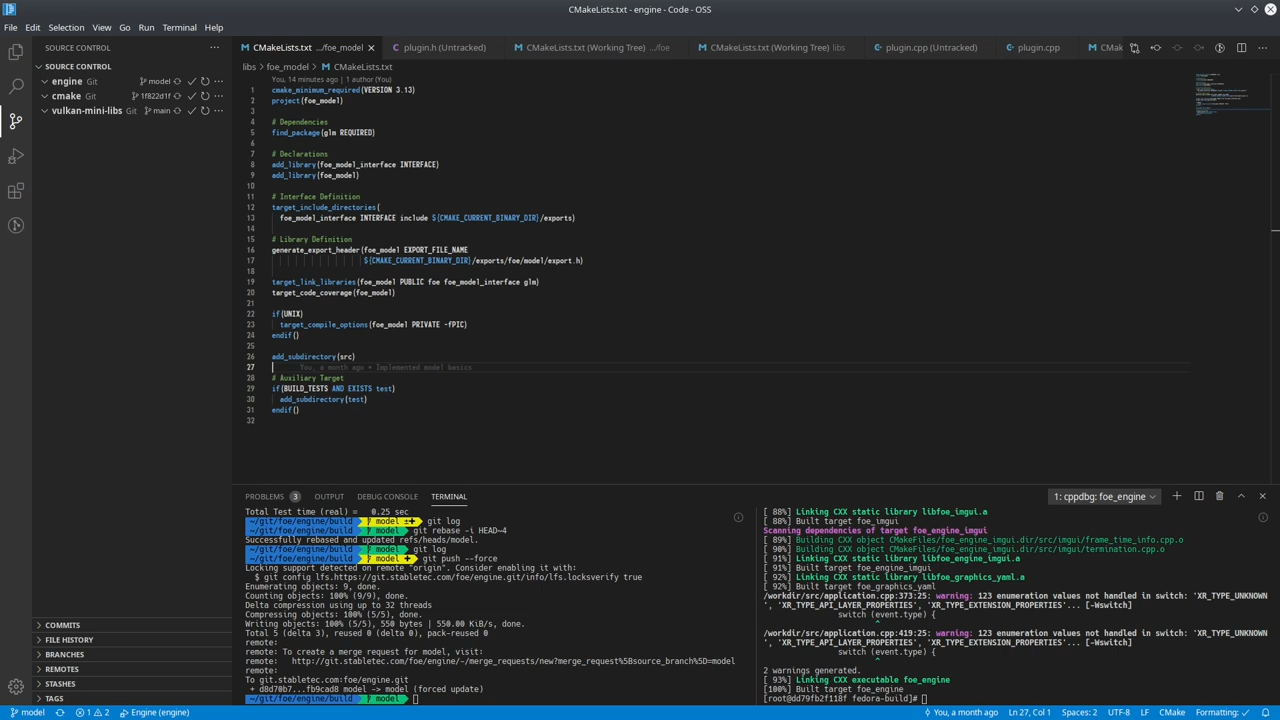 CMakeLists.txt - engine - Code - OSS
File Edit Selection View Go Run Terminal Help
SOURCE CONTROL
SOURCE CONTROL
engine Git model
cmake Git 1f822d1f
vulkan-mini-libs Git main
COMMITS
FILE HISTORY
BRANCHES
REMOTES
STASHES
TAGS
CMakeLists.txt .../foe_model plugin.h (Untracked) CMakeLists.txt (Working Tree) .../foe CMakeLists.txt (Working Tree) libs plugin.cpp (Untracked) plugin.cpp CMak
libs > foe_model > CMakeLists.txt
You, 14 minutes ago | 1 author (You)
1 cmake_minimum_required(VERSION 3.13)
2 project(foe_model)
3
4 # Dependencies
5 find_package(glm REQUIRED)
6
7 # Declarations
8 add_library(foe_model_interface INTERFACE)
9 add_library(foe_model)
10
11 # Interface Definition
12 target_include_directories(
13 foe_model_interface INTERFACE include ${CMAKE_CURRENT_BINARY_DIR}/exports)
14
15 # Library Definition
16 generate_export_header(foe_model EXPORT_FILE_NAME
17 ${CMAKE_CURRENT_BINARY_DIR}/exports/foe/model/export.h)
18
19 target_link_libraries(foe_model PUBLIC foe foe_model_interface glm)
20 target_code_coverage(foe_model)
21
22 if(UNIX)
23 target_compile_options(foe_model PRIVATE -fPIC)
24 endif()
25
26 add_subdirectory(src)
27 You, a month ago • Implemented model basics
28 # Auxiliary Target
29 if(BUILD_TESTS AND EXISTS test)
30 add_subdirectory(test)
31 endif()
32
PROBLEMS 3 OUTPUT DEBUG CONSOLE TERMINAL 1: cppdbg: foe_engine
Total Test time (real) = 0.25 sec
~/git/foe/engine/build model ±✚ git log
~/git/foe/engine/build model git rebase -i HEAD~4
Successfully rebased and updated refs/heads/model.
~/git/foe/engine/build model git log
~/git/foe/engine/build model ✚ git push --force
Locking support detected on remote "origin". Consider enabling it with:
$ git config lfs.https://git.stabletec.com/foe/engine.git/info/lfs.locksverify true
Enumerating objects: 9, done.
Counting objects: 100% (9/9), done.
Delta compression using up to 32 threads
Compressing objects: 100% (5/5), done.
Writing objects: 100% (5/5), 550 bytes | 550.00 KiB/s, done.
Total 5 (delta 3), reused 0 (delta 0), pack-reused 0
remote:
remote: To create a merge request for model, visit:
remote: http://git.stabletec.com/foe/engine/-/merge_requests/new?merge_request%5Bsource_branch%5D=model
remote:
To git.stabletec.com:foe/engine.git
+ d8d70b7...fb9cad8 model -> model (forced update)
~/git/foe/engine/build model
[ 88%] Linking CXX static library libfoe_imgui.a
[ 88%] Built target foe_imgui
Scanning dependencies of target foe_engine_imgui
[ 89%] Building CXX object CMakeFiles/foe_engine_imgui.dir/src/imgui/frame_time_info.cpp.o
[ 90%] Building CXX object CMakeFiles/foe_engine_imgui.dir/src/imgui/termination.cpp.o
[ 91%] Linking CXX static library libfoe_engine_imgui.a
[ 91%] Built target foe_engine_imgui
[ 92%] Linking CXX static library libfoe_graphics_yaml.a
[ 92%] Built target foe_graphics_yaml
/workdir/src/application.cpp:373:25: warning: 123 enumeration values not handled in switch: 'XR_TYPE_UNKNOWN
', 'XR_TYPE_API_LAYER_PROPERTIES', 'XR_TYPE_EXTENSION_PROPERTIES'... [-Wswitch]
switch (event.type) {
^
/workdir/src/application.cpp:419:25: warning: 123 enumeration values not handled in switch: 'XR_TYPE_UNKNOWN
', 'XR_TYPE_API_LAYER_PROPERTIES', 'XR_TYPE_EXTENSION_PROPERTIES'... [-Wswitch]
switch (event.type) {
^
2 warnings generated.
[ 93%] Linking CXX executable foe_engine
[100%] Built target foe_engine
[root@dd79fb2f118f fedora-build]#
model 1 2 Engine (engine) You, a month ago Ln 27, Col 1 Spaces: 2 UTF-8 LF CMake Formatting: ✓